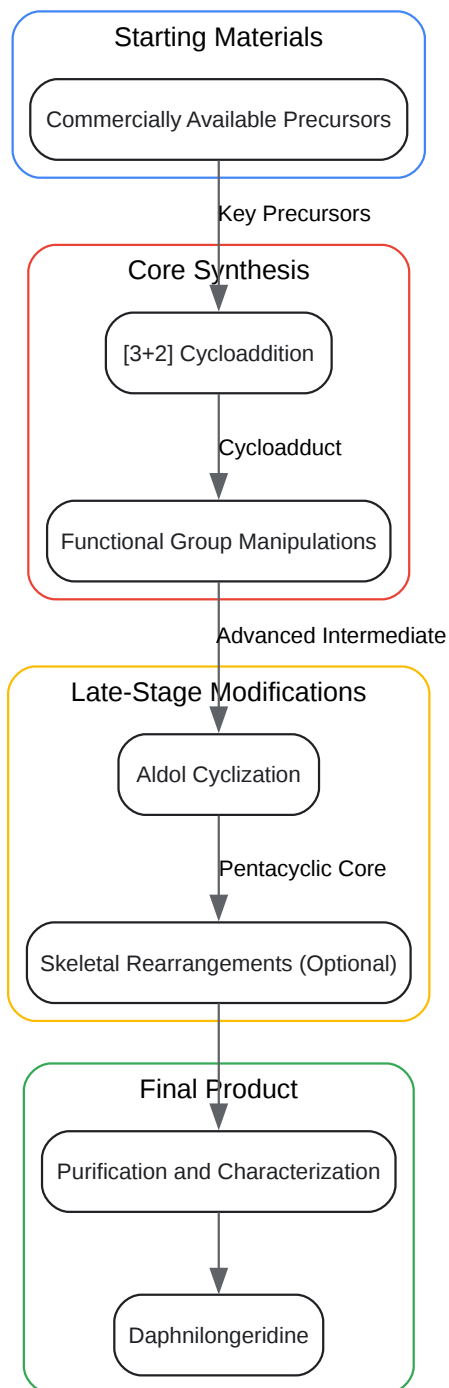 Starting Materials
Commercially Available Precursors
Key Precursors
Core Synthesis
[3+2] Cycloaddition
Cycloadduct
Functional Group Manipulations
Advanced Intermediate
Late-Stage Modifications
Aldol Cyclization
Pentacyclic Core
Skeletal Rearrangements (Optional)
Final Product
Purification and Characterization
Daphnilongeridine